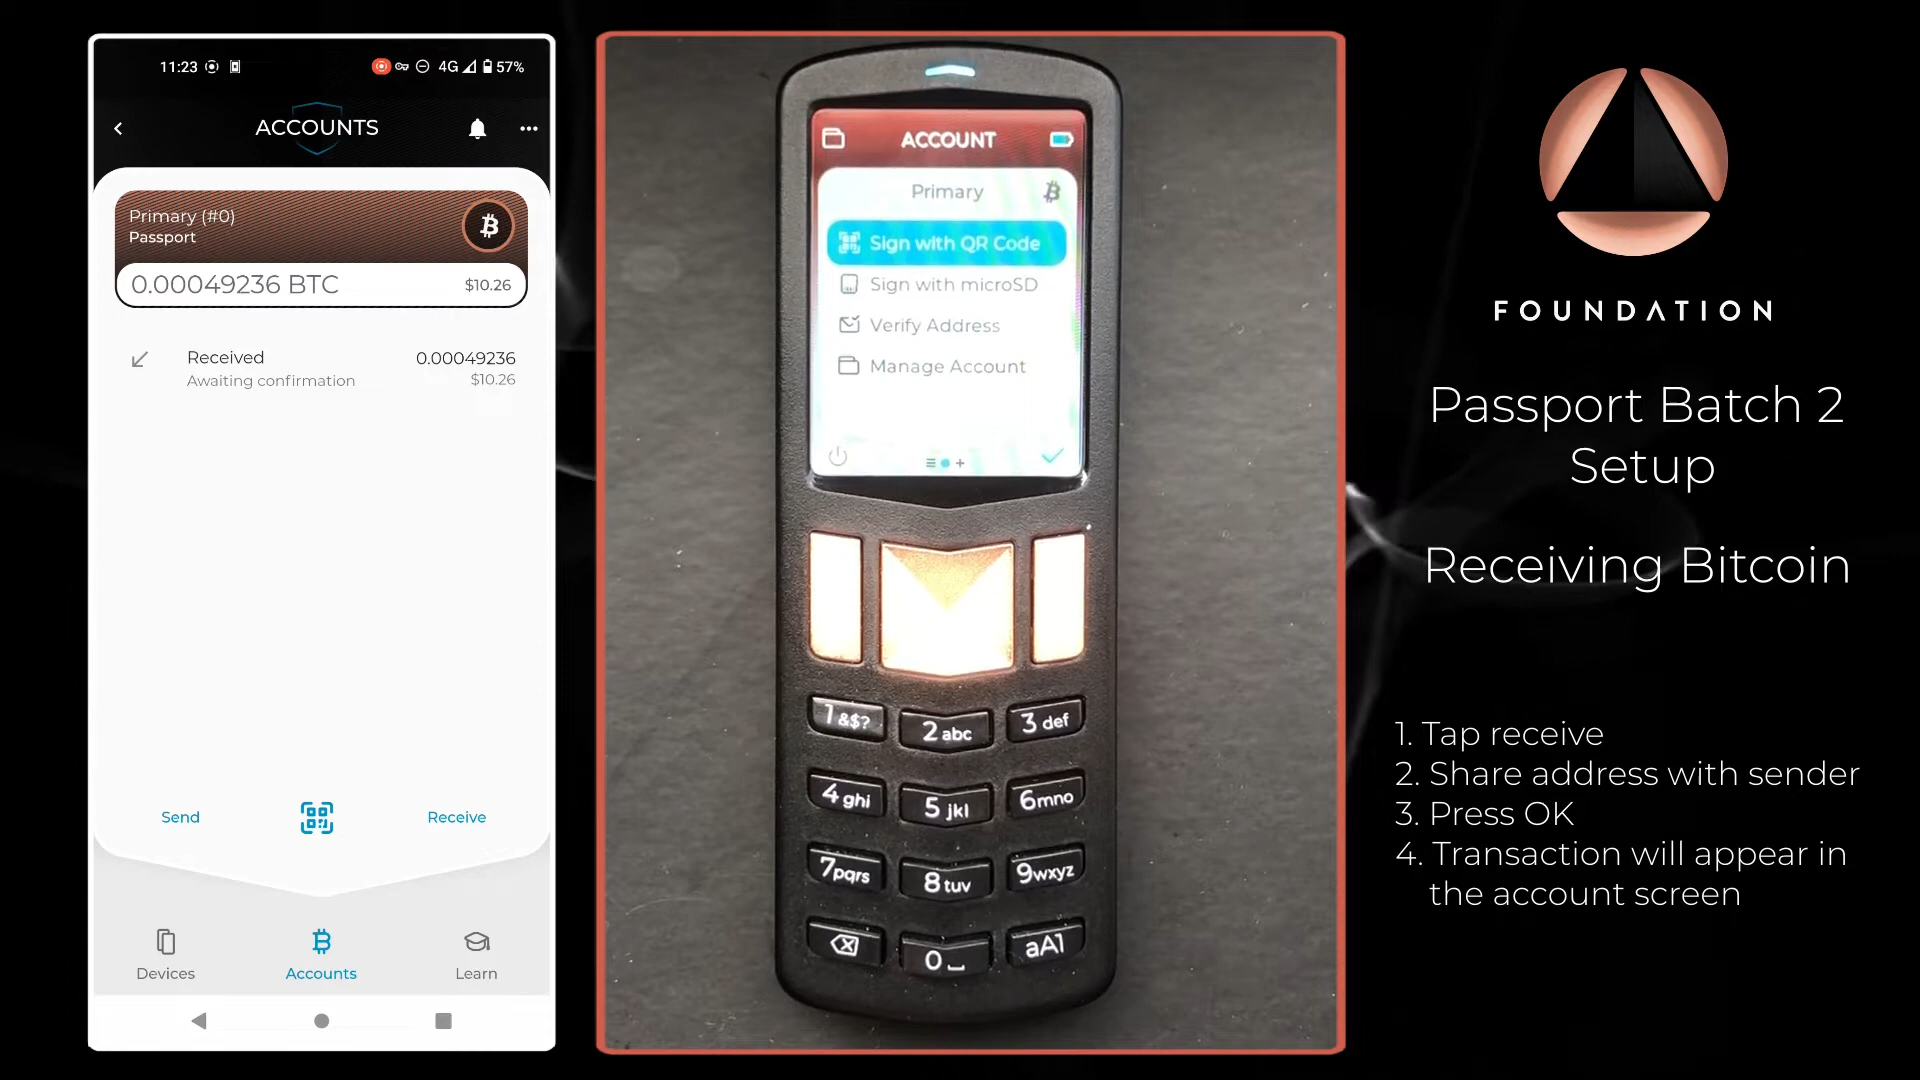 11:23
4G 57%
ACCOUNTS
Primary (#0)
Passport
0.00049236 BTC
$10.26
Received
0.00049236
Awaiting confirmation
$10.26
Send
Receive
Devices
Accounts
Learn
ACCOUNT
Primary
Sign with QR Code
Sign with microSD
Verify Address
Manage Account
1 &$?
2 abc
3 def
4 ghi
5 jkl
6 mno
7 pqrs
8 tuv
9 wxyz
0
aA1
FOUNDATION
Passport Batch 2
Setup
Receiving Bitcoin
1. Tap receive
2. Share address with sender
3. Press OK
4. Transaction will appear in
the account screen